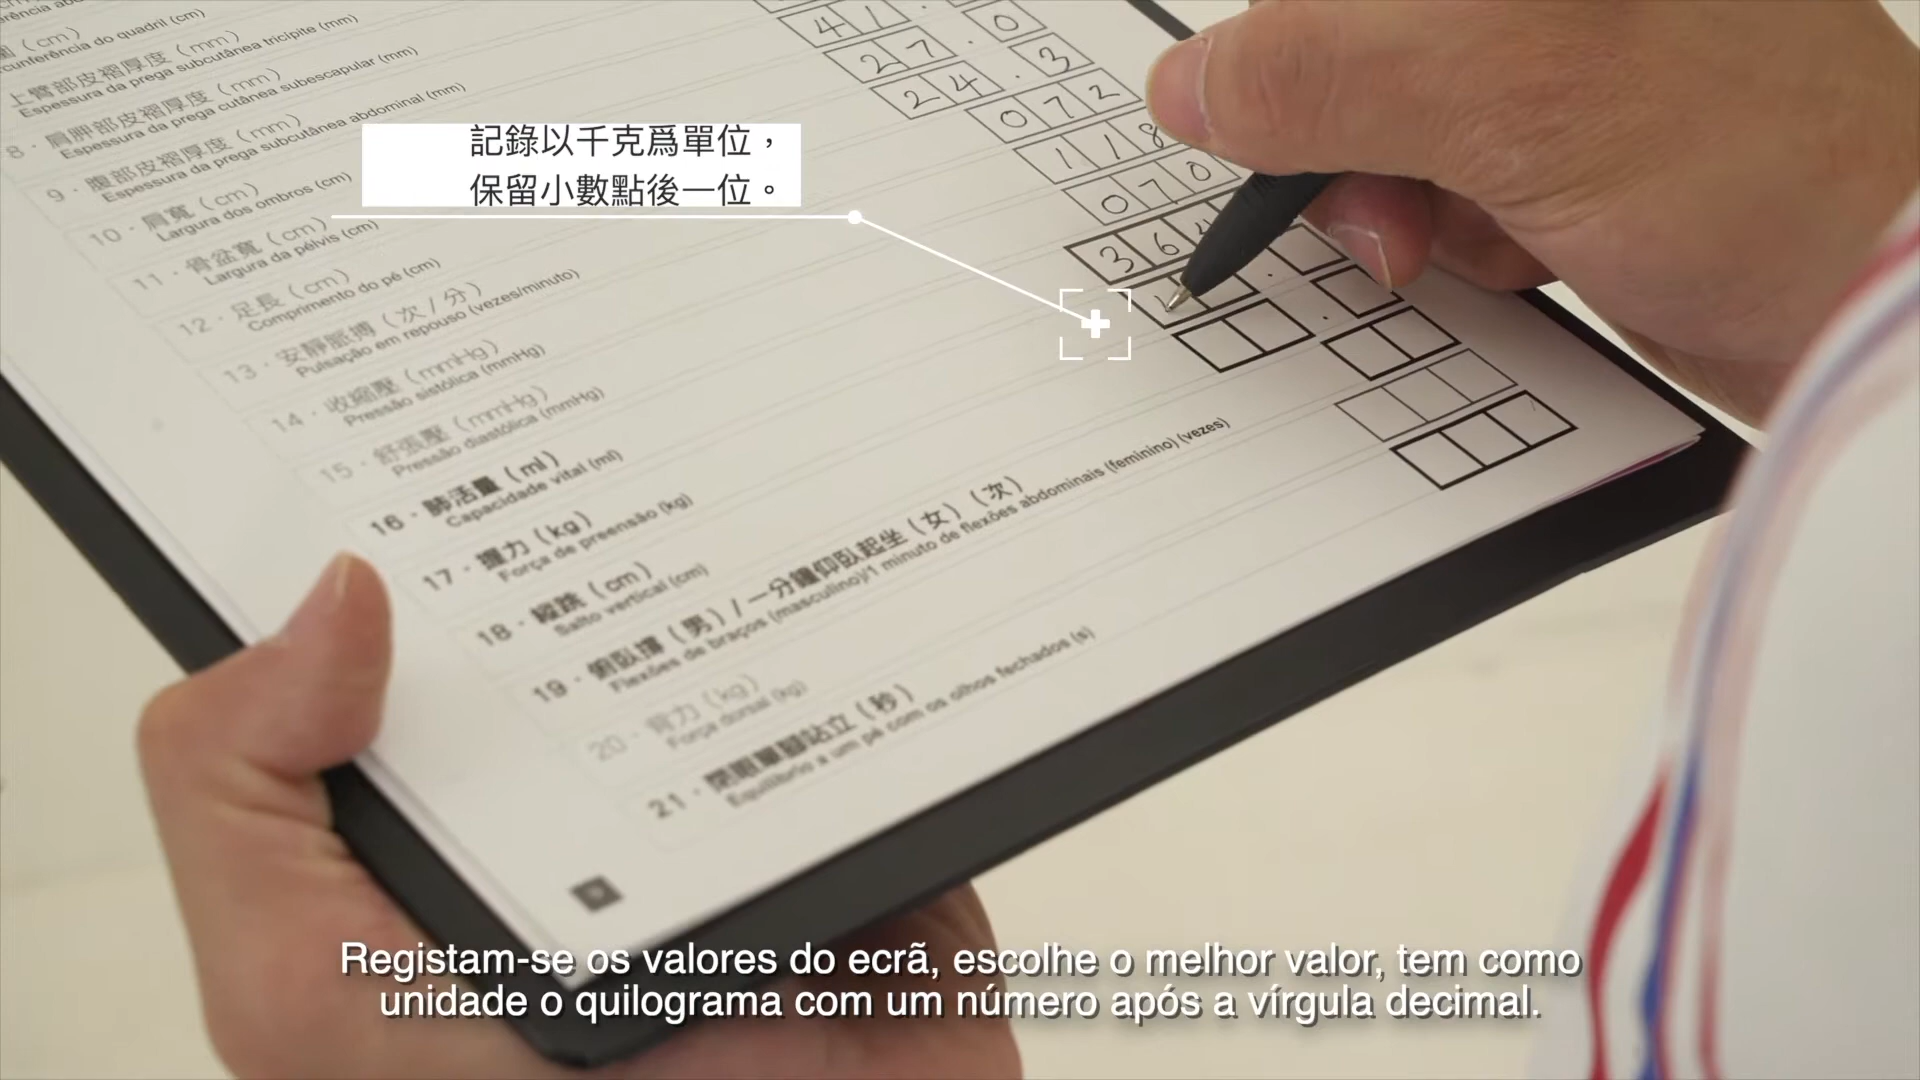 圍（cm）
cunferência do quadril (cm)
上臂部皮褶厚度（mm）
Espessura da prega subcutânea tricipite (mm)
8 · 肩胛部皮褶厚度（mm）
Espessura da prega cutânea subescapular (mm)
9 · 腹部皮褶厚度（mm）
Espessura da prega subcutânea abdominal (mm)
10 · 肩寬（cm）
Largura dos ombros (cm)
11 · 骨盆寬（cm）
Largura da pélvis (cm)
12 · 足長（cm）
Comprimento do pé (cm)
13 · 安靜脈搏（次／分）
Pulsação em repouso (vezes/minuto)
14 · 收縮壓（mmHg）
Pressão sistólica (mmHg)
15 · 舒張壓（mmHg）
Pressão diastólica (mmHg)
16 · 肺活量（ml）
Capacidade vital (ml)
17 · 握力（kg）
Força de preensão (kg)
18 · 縱跳（cm）
Salto vertical (cm)
19 · 俯臥撐（男）/ 一分鐘仰臥起坐（女）（次）
Flexões de braços (masculino)/1 minuto de flexões abdominais (feminino) (vezes)
20 · 背力（kg）
Força dorsal (kg)
21 · 閉眼單腳站立（秒）
Equilíbrio a um pé com os olhos fechados (s)
41.
27.0
24.3
072
118
070
364
記錄以千克爲單位，
保留小數點後一位。
Registam-se os valores do ecrã, escolhe o melhor valor, tem como
unidade o quilograma com um número após a vírgula decimal.